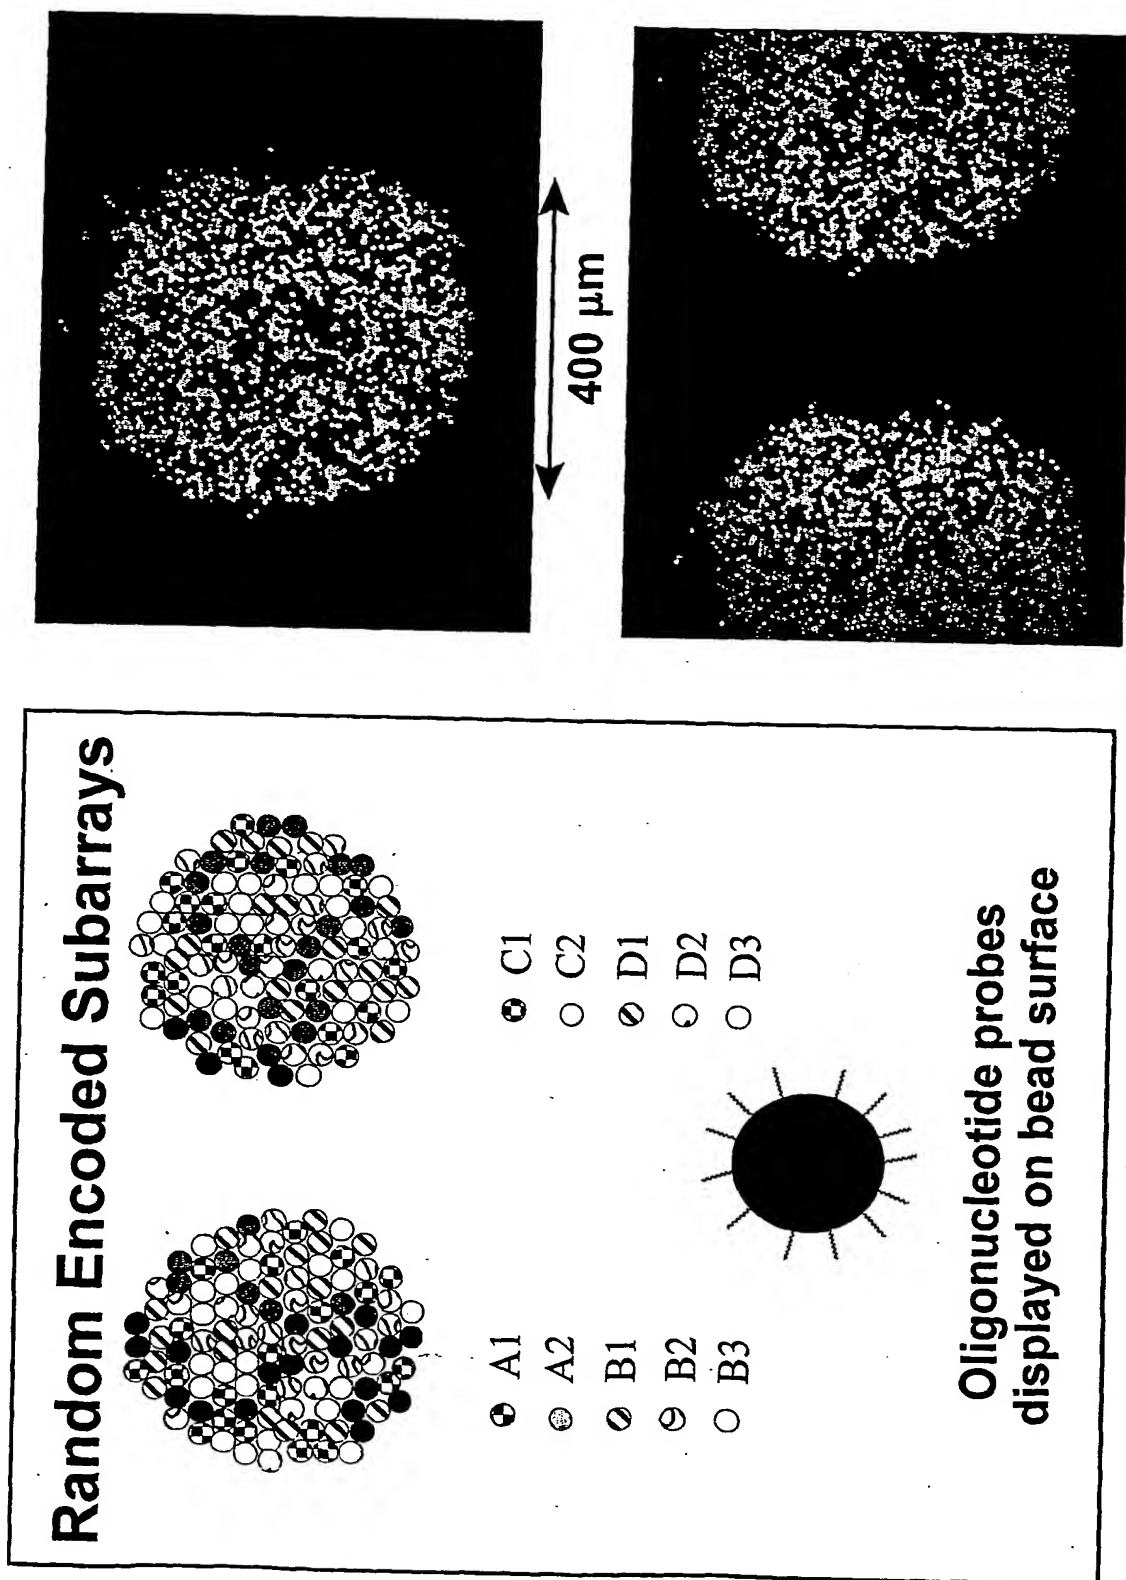 Random Encoded Subarrays
A1
A2
B1
B2
B3
C1
C2
D1
D2
D3
Oligonucleotide probes
displayed on bead surface
400 μm